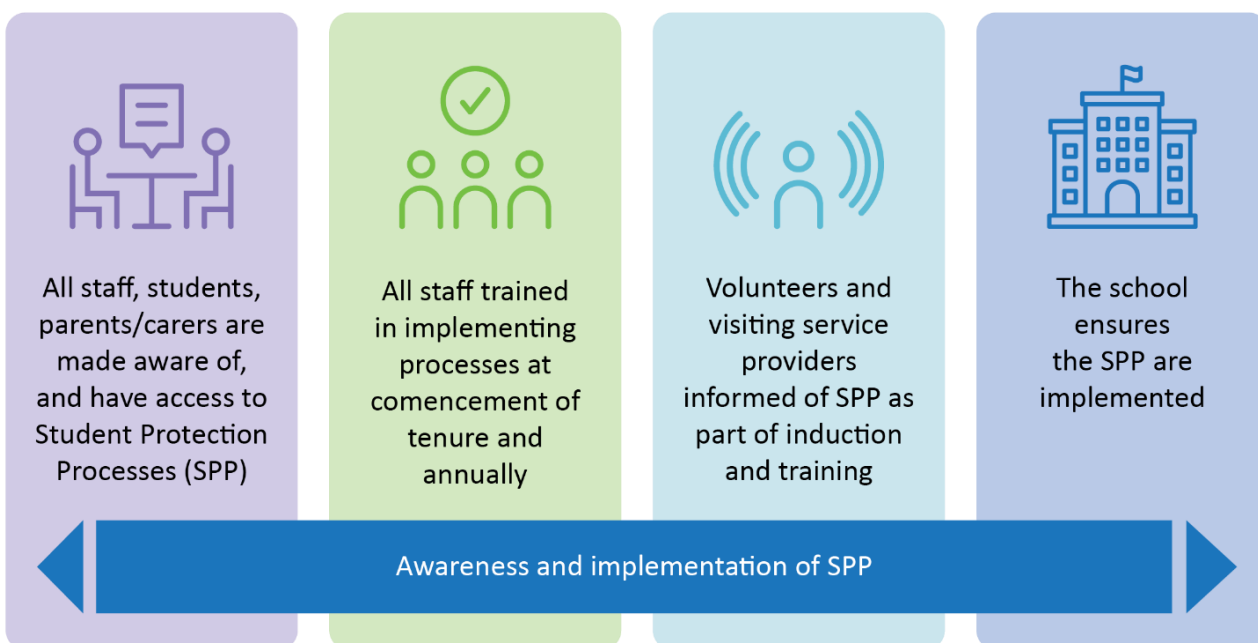 All staff, students,
parents/carers are
made aware of,
and have access to
Student Protection
Processes (SPP)
All staff trained
in implementing
processes at
comencement of
tenure and
annually
Volunteers and
visiting service
providers
informed of SPP as
part of induction
and training
The school
ensures
the SPP are
implemented
Awareness and implementation of SPP